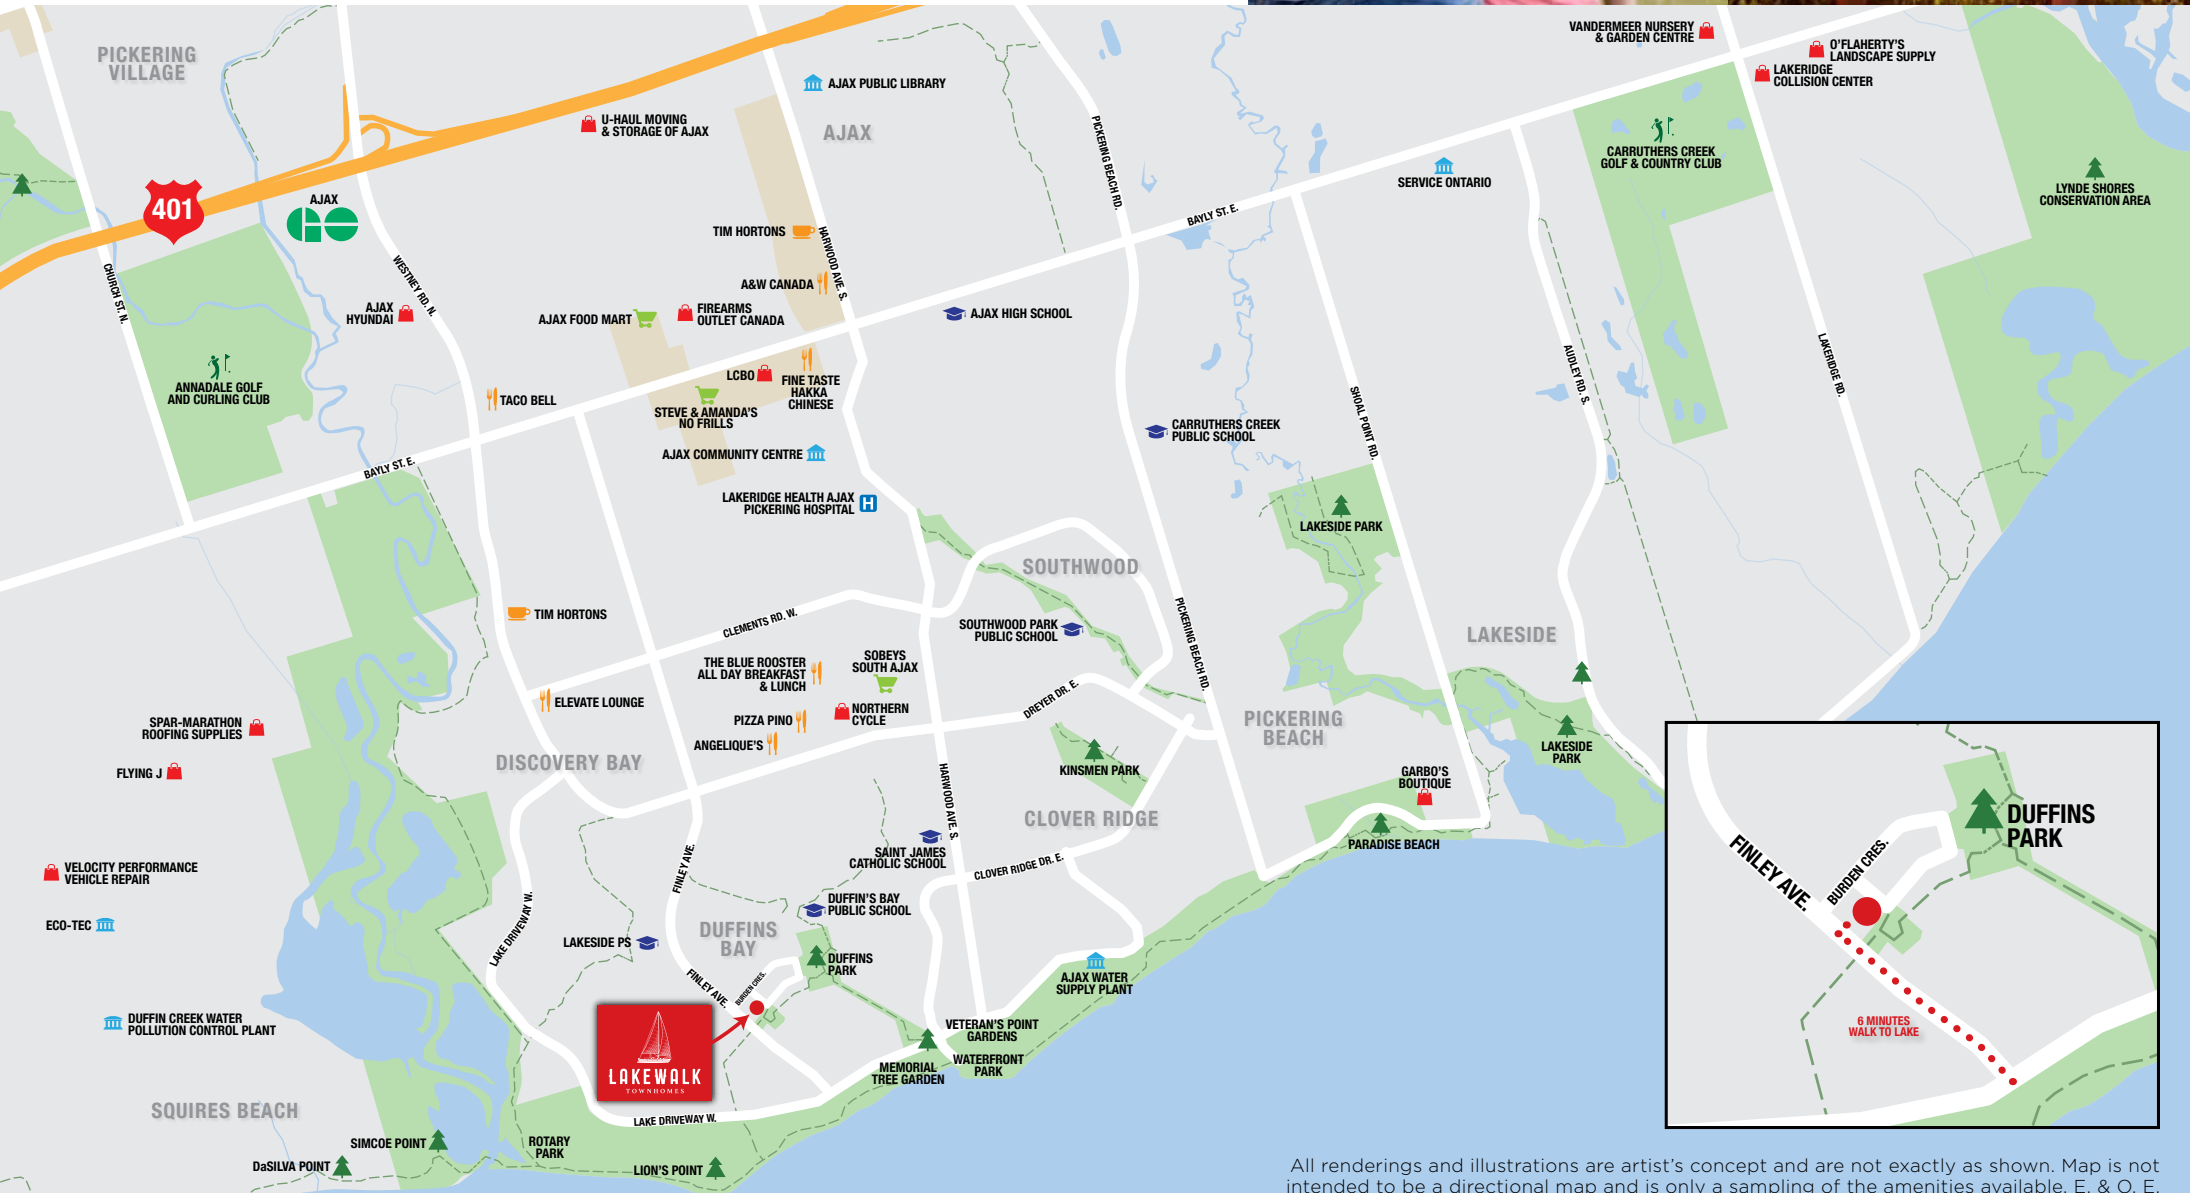 PICKERING
VILLAGE
401
AJAX
GO
CHURCH ST. N.
WESTNEY RD. N.
AJAX
HYUNDAI
ANNADALE GOLF
AND CURLING CLUB
BAYLY ST. E.
TACO BELL
U-HAUL MOVING
& STORAGE OF AJAX
AJAX PUBLIC LIBRARY
AJAX
TIM HORTONS
HARWOOD AVE. S.
A&W CANADA
AJAX FOOD MART
FIREARMS
OUTLET CANADA
LCBO
FINE TASTE
HAKKA
CHINESE
STEVE & AMANDA'S
NO FRILLS
AJAX COMMUNITY CENTRE
LAKERIDGE HEALTH AJAX
PICKERING HOSPITAL
H
AJAX HIGH SCHOOL
PICKERING BEACH RD.
BAYLY ST. E.
CARRUTHERS CREEK
PUBLIC SCHOOL
VANDERMEER NURSERY
& GARDEN CENTRE
O'FLAHERTY'S
LANDSCAPE SUPPLY
LAKERIDGE
COLLISION CENTER
SERVICE ONTARIO
CARRUTHERS CREEK
GOLF & COUNTRY CLUB
LYNDE SHORES
CONSERVATION AREA
SHOAL POINT RD.
AUDLEY RD. S.
LAKERIDGE RD.
LAKESIDE PARK
TIM HORTONS
CLEMENTS RD. W.
SOUTHWOOD
SOUTHWOOD PARK
PUBLIC SCHOOL
PICKERING BEACH RD.
LAKESIDE
THE BLUE ROOSTER
ALL DAY BREAKFAST
& LUNCH
SOBEYS
SOUTH AJAX
ELEVATE LOUNGE
PIZZA PINO
NORTHERN
CYCLE
ANGELIQUE'S
DREYER DR. E.
SPAR-MARATHON
ROOFING SUPPLIES
FLYING J
DISCOVERY BAY
HARWOOD AVE. S.
KINSMEN PARK
PICKERING
BEACH
LAKESIDE
PARK
GARBO'S
BOUTIQUE
CLOVER RIDGE
PARADISE BEACH
VELOCITY PERFORMANCE
VEHICLE REPAIR
ECO-TEC
LAKE DRIVEWAY W.
FINLEY AVE.
SAINT JAMES
CATHOLIC SCHOOL
CLOVER RIDGE DR. E.
DUFFIN'S BAY
PUBLIC SCHOOL
LAKESIDE PS
DUFFINS
BAY
DUFFINS
PARK
FINLEY AVE.
BURDEN CRES.
AJAX WATER
SUPPLY PLANT
DUFFIN CREEK WATER
POLLUTION CONTROL PLANT
LAKEWALK
TOWNHOMES
VETERAN'S POINT
GARDENS
MEMORIAL
TREE GARDEN
WATERFRONT
PARK
SQUIRES BEACH
LAKE DRIVEWAY W.
SIMCOE POINT
ROTARY
PARK
DaSILVA POINT
LION'S POINT
DUFFINS
PARK
FINLEY AVE.
BURDEN CRES.
6 MINUTES
WALK TO LAKE
All renderings and illustrations are artist's concept and are not exactly as shown. Map is not
intended to be a directional map and is only a sampling of the amenities available. E. & O. E.